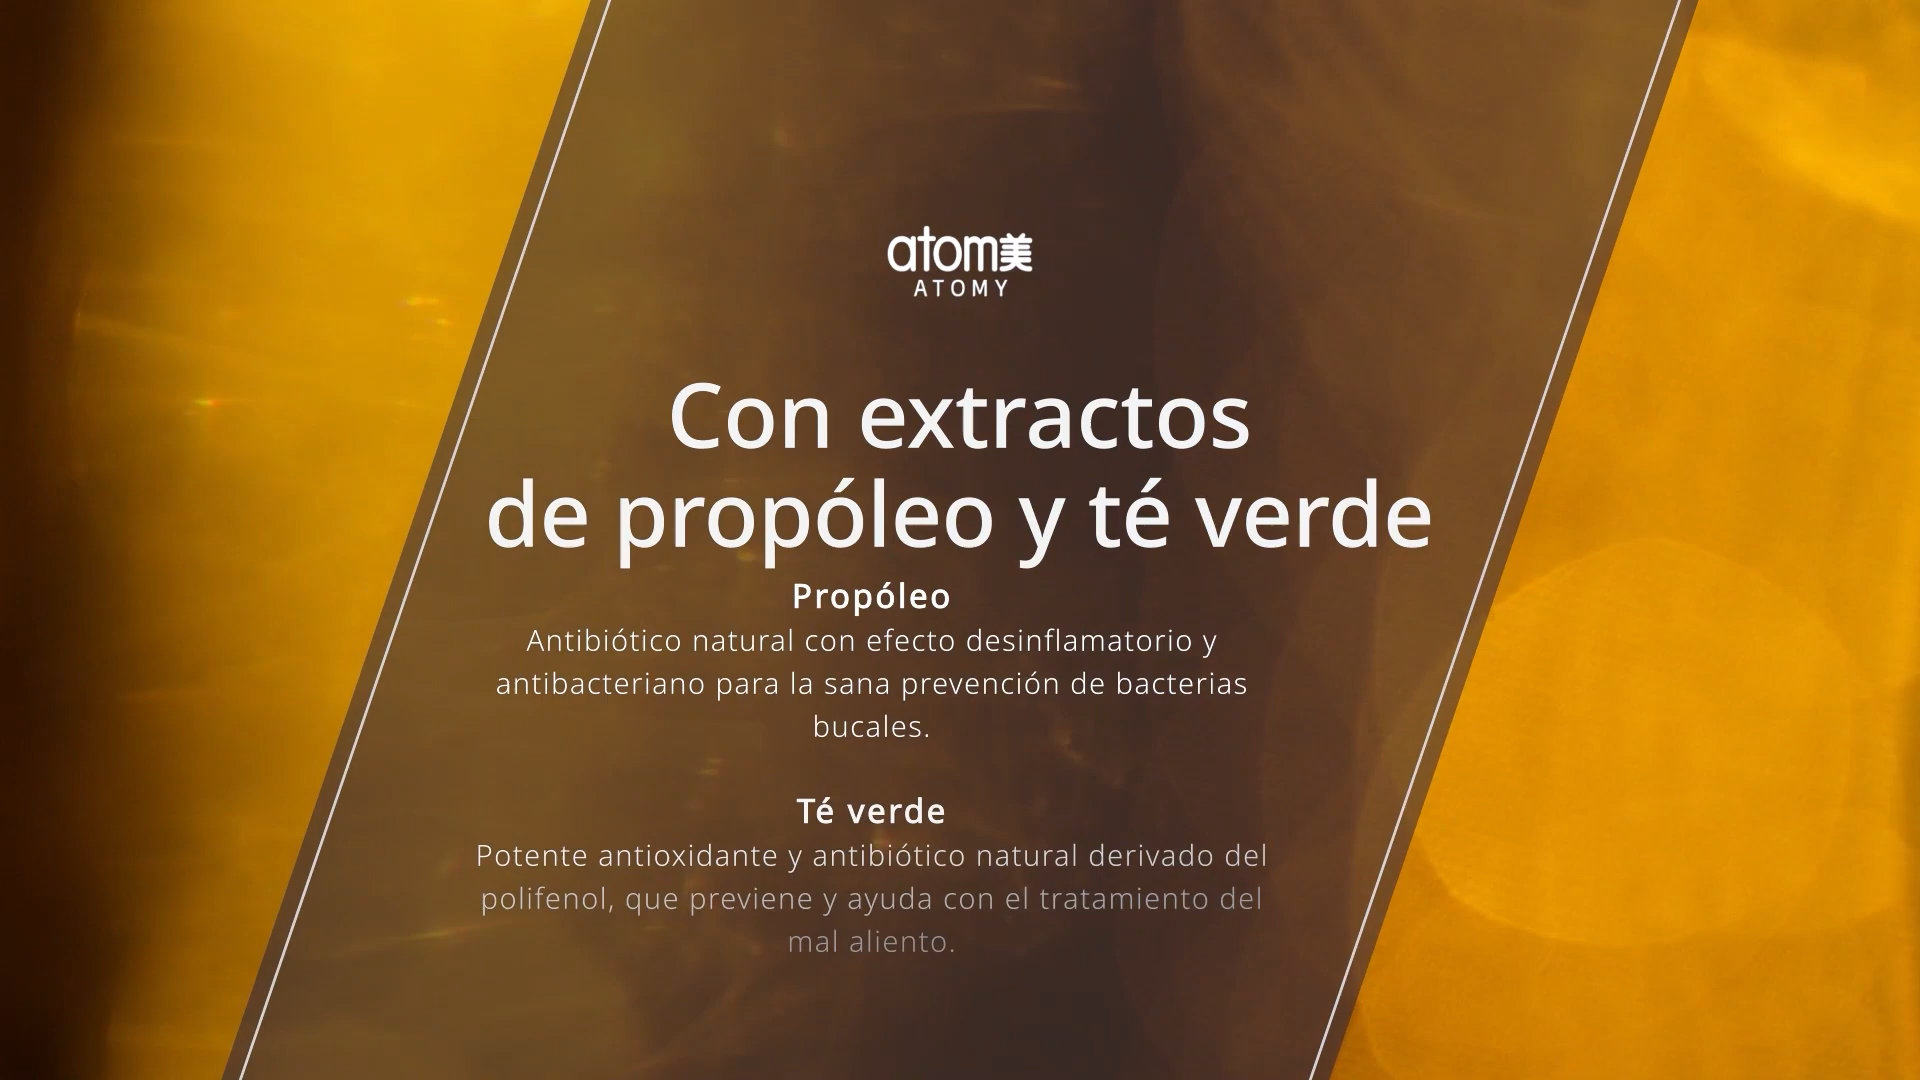 atom美
ATOMY
Con extractos
de propóleo y té verde
Propóleo
Antibiótico natural con efecto desinflamatorio y
antibacteriano para la sana prevención de bacterias
bucales.
Té verde
Potente antioxidante y antibiótico natural derivado del
polifenol, que previene y ayuda con el tratamiento del
mal aliento.